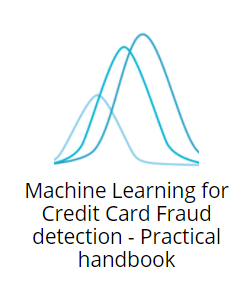 Machine Learning for
Credit Card Fraud
detection - Practical
handbook